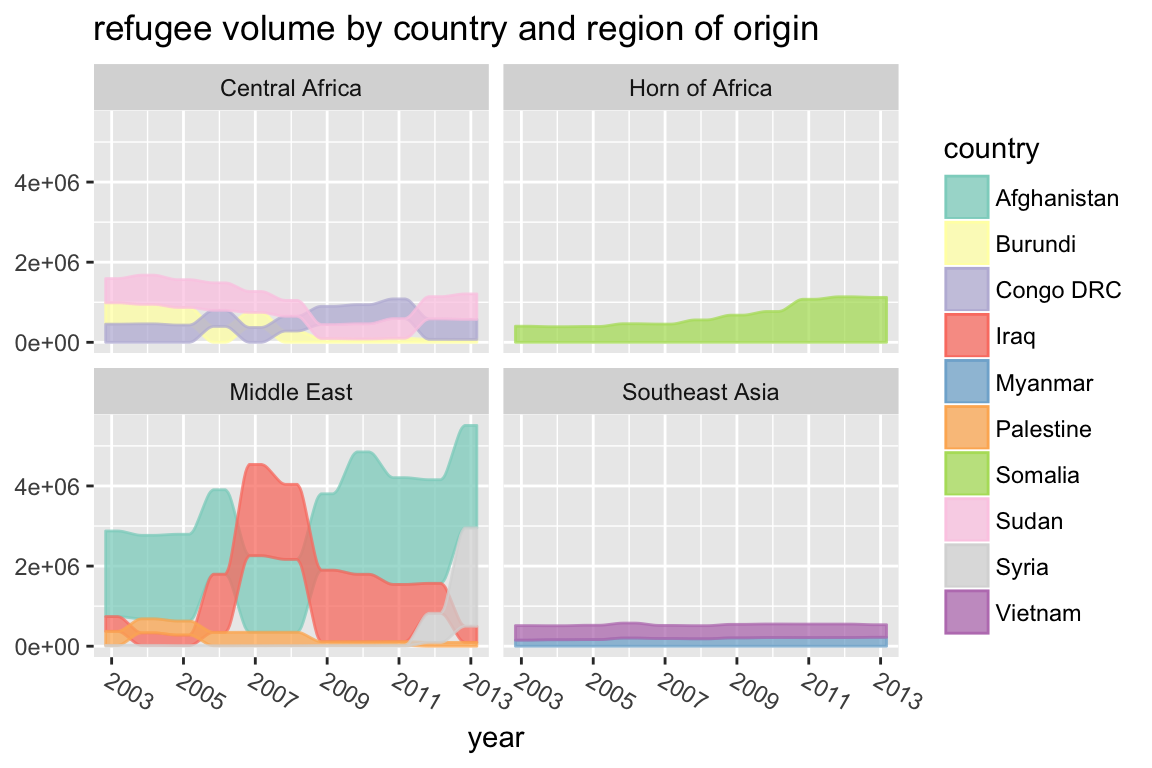 refugee volume by country and region of origin
Central Africa
Horn of Africa
4e+06
2e+06
0e+00
Middle East
Southeast Asia
4e+06
2e+06
0e+00
2003 2005 2007 2009 2011 2013
2003 2005 2007 2009 2011 2013
year
country
Afghanistan
Burundi
Congo DRC
Iraq
Myanmar
Palestine
Somalia
Sudan
Syria
Vietnam